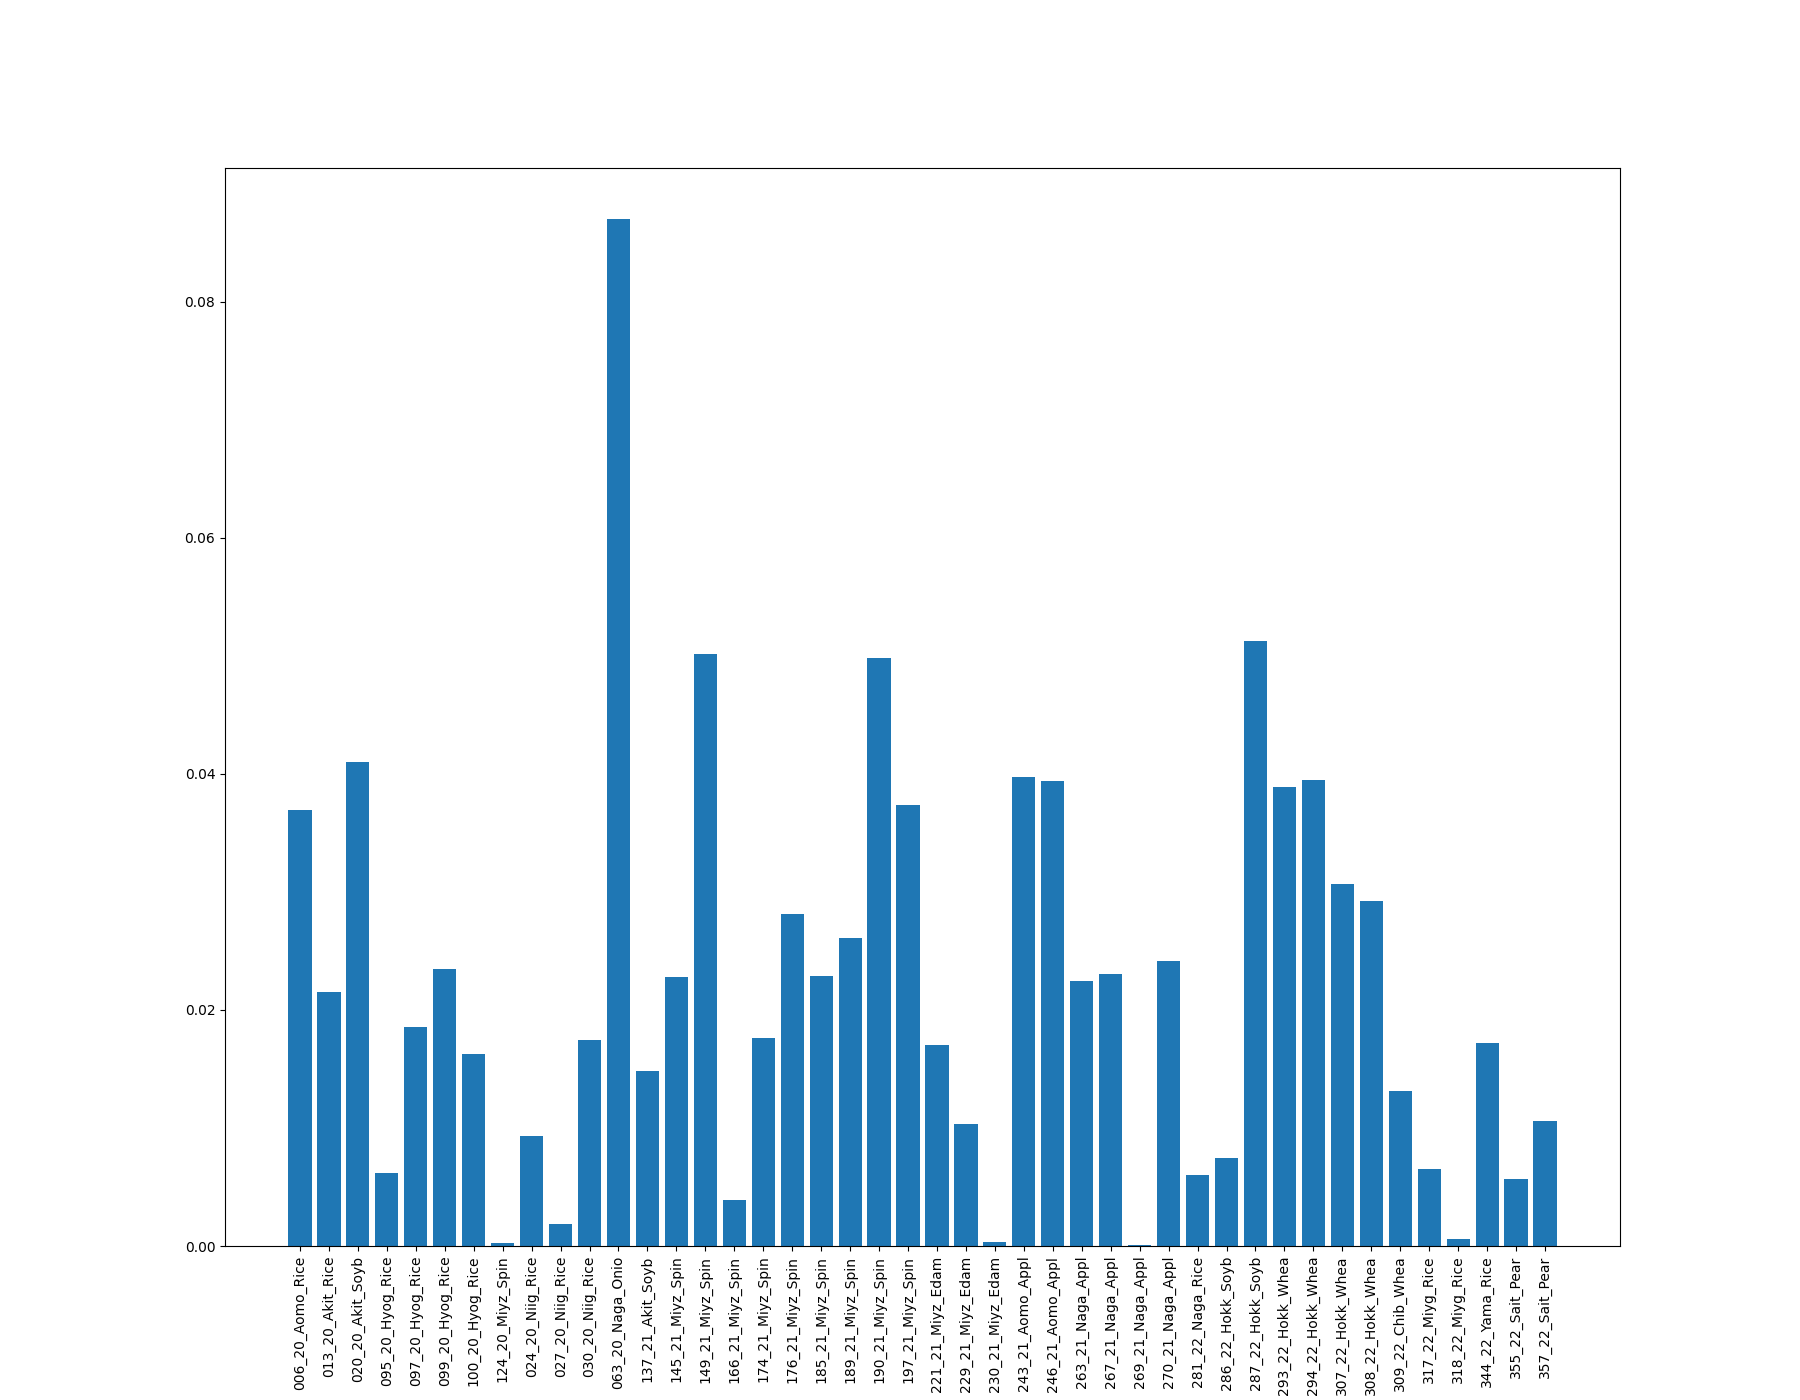 0.08
0.06
0.04
0.02
0.00
006_20_Aomo_Rice
013_20_Akit_Rice
020_20_Akit_Soyb
095_20_Hyog_Rice
097_20_Hyog_Rice
099_20_Hyog_Rice
100_20_Hyog_Rice
124_20_Miyz_Spin
024_20_Niig_Rice
027_20_Niig_Rice
030_20_Niig_Rice
063_20_Naga_Onio
137_21_Akit_Soyb
145_21_Miyz_Spin
149_21_Miyz_Spin
166_21_Miyz_Spin
174_21_Miyz_Spin
176_21_Miyz_Spin
185_21_Miyz_Spin
189_21_Miyz_Spin
190_21_Miyz_Spin
197_21_Miyz_Spin
221_21_Miyz_Edam
229_21_Miyz_Edam
230_21_Miyz_Edam
243_21_Aomo_Appl
246_21_Aomo_Appl
263_21_Naga_Appl
267_21_Naga_Appl
269_21_Naga_Appl
270_21_Naga_Appl
281_22_Naga_Rice
286_22_Hokk_Soyb
287_22_Hokk_Soyb
293_22_Hokk_Whea
294_22_Hokk_Whea
307_22_Hokk_Whea
308_22_Hokk_Whea
309_22_Chib_Whea
317_22_Miyg_Rice
318_22_Miyg_Rice
344_22_Yama_Rice
355_22_Sait_Pear
357_22_Sait_Pear